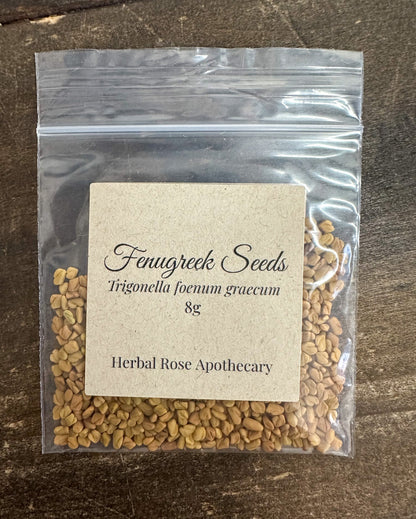 Fenugreek Seeds
Trigonella foenum graecum
8g
Herbal Rose Apothecary